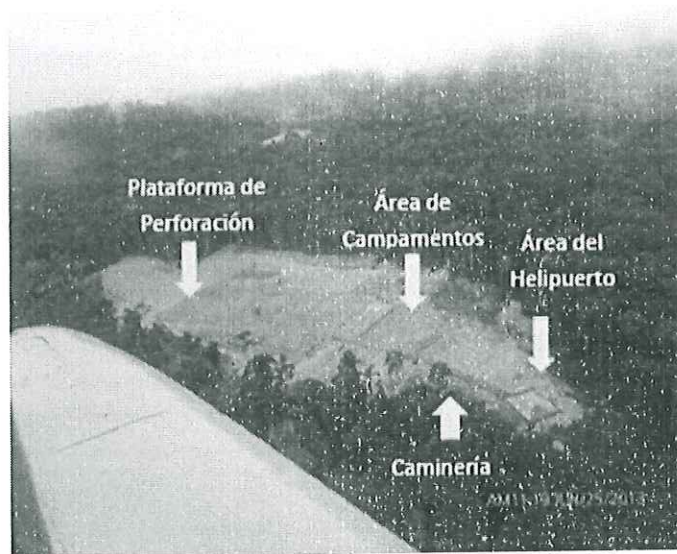 Plataforma de
Perforación
Área de
Campamentos
Área del
Helipuerto
Caminería